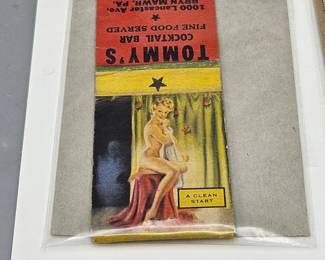 TOMMY'S
COCKTAIL BAR
FINE FOOD SERVED
1000 Lancaster Ave.
BRYN MAWR, PA.
A CLEAN
START